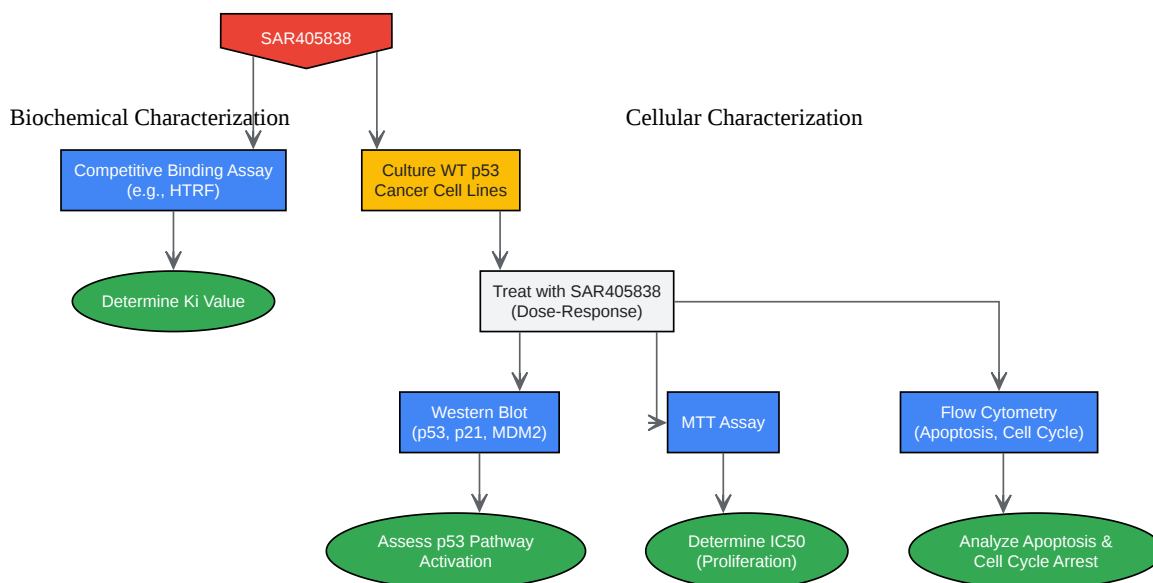 SAR405838
Biochemical Characterization
Cellular Characterization
Competitive Binding Assay
(e.g., HTRF)
Culture WT p53
Cancer Cell Lines
Determine Ki Value
Treat with SAR405838
(Dose-Response)
Western Blot
(p53, p21, MDM2)
MTT Assay
Flow Cytometry
(Apoptosis, Cell Cycle)
Assess p53 Pathway
Activation
Determine IC50
(Proliferation)
Analyze Apoptosis &
Cell Cycle Arrest